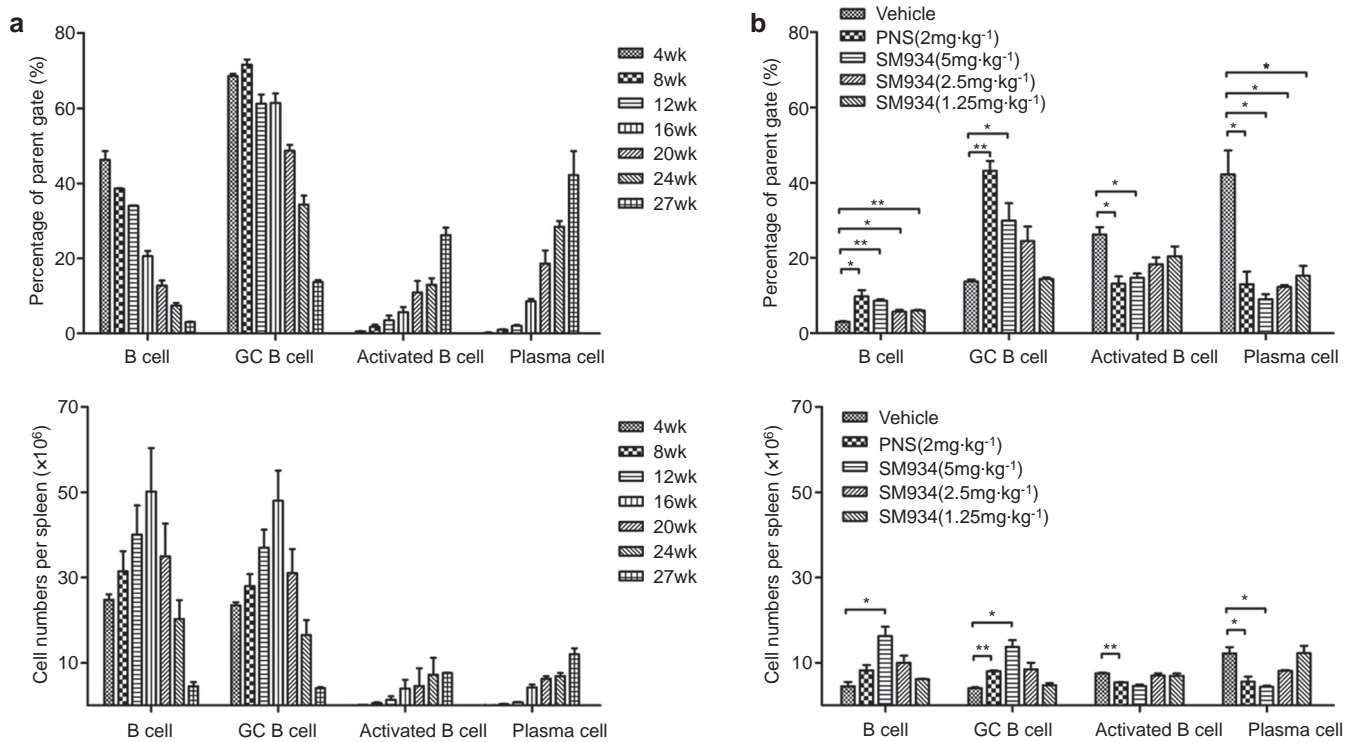 a
Percentage of parent gate (%)
80
60
40
20
0
B cell
GC B cell
Activated B cell
Plasma cell
4wk
8wk
12wk
16wk
20wk
24wk
27wk
b
Percentage of parent gate (%)
80
60
40
20
0
Vehicle
PNS(2mg·kg⁻¹)
SM934(5mg·kg⁻¹)
SM934(2.5mg·kg⁻¹)
SM934(1.25mg·kg⁻¹)
*
**
*
**
**
*
*
*
*
*
*
*
B cell
GC B cell
Activated B cell
Plasma cell
Cell numbers per spleen (×10⁶)
70
50
30
10
B cell
GC B cell
Activated B cell
Plasma cell
4wk
8wk
12wk
16wk
20wk
24wk
27wk
Cell numbers per spleen (×10⁶)
70
50
30
10
Vehicle
PNS(2mg·kg⁻¹)
SM934(5mg·kg⁻¹)
SM934(2.5mg·kg⁻¹)
SM934(1.25mg·kg⁻¹)
*
**
*
**
*
*
B cell
GC B cell
Activated B cell
Plasma cell